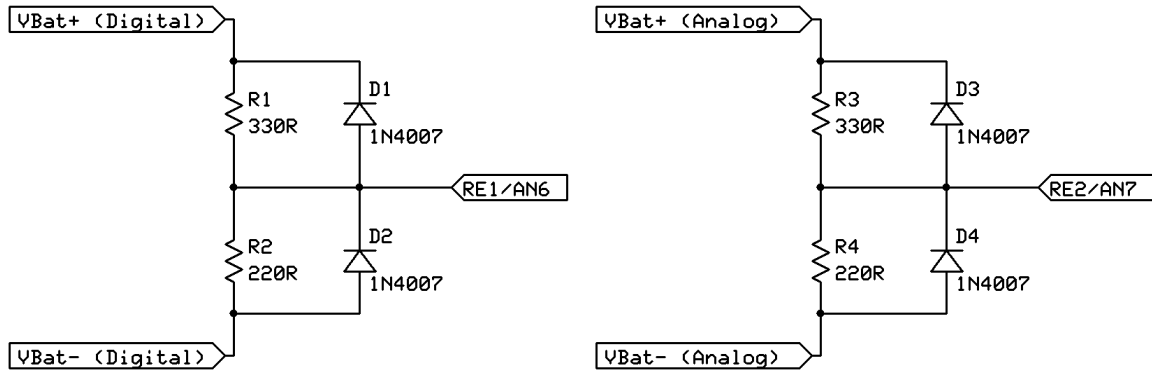 VBat+ (Digital)
D1
R1
330R
1N4007
RE1/AN6
D2
R2
220R
1N4007
VBat- (Digital)
VBat+ (Analog)
D3
R3
330R
1N4007
RE2/AN7
D4
R4
220R
1N4007
VBat- (Analog)